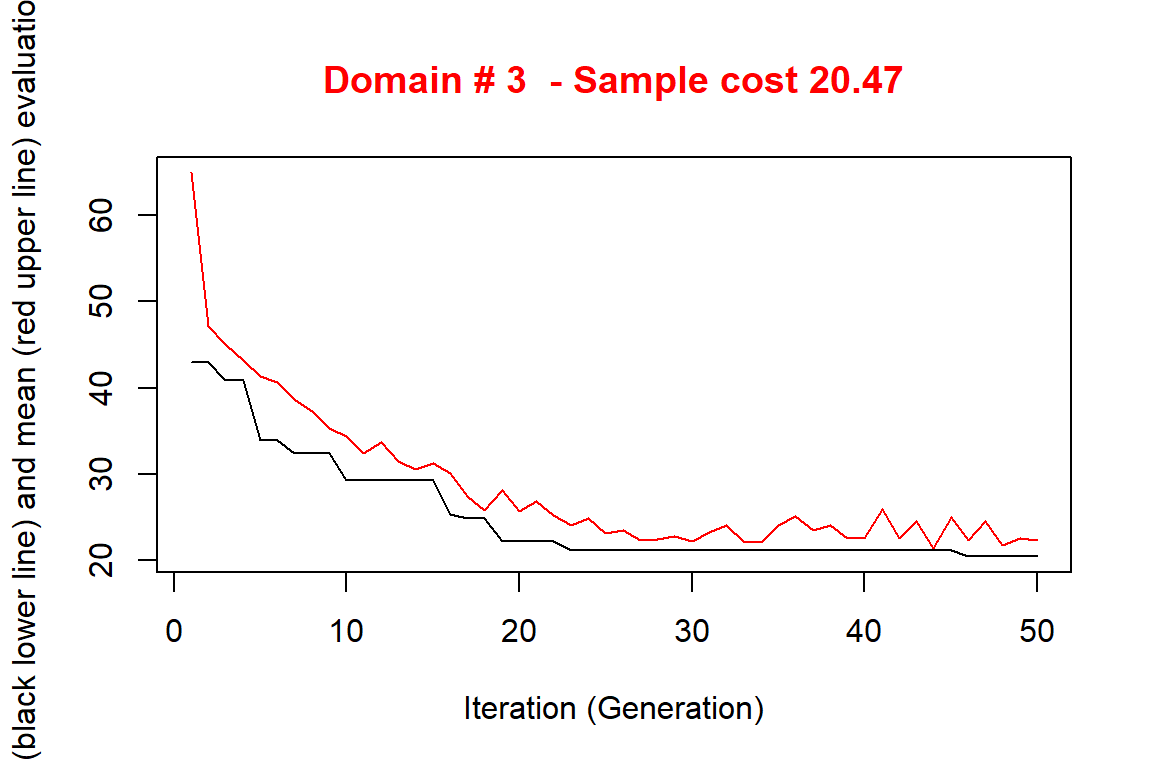 Domain # 3  - Sample cost 20.47
(black lower line) and mean (red upper line) evaluatio
60
50
40
30
20
0 10 20 30 40 50
Iteration (Generation)